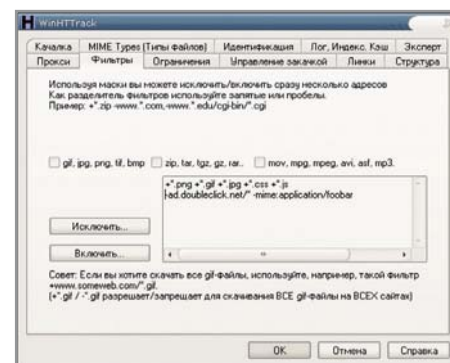 WinHTTrack
Качалка MIME Types (Типы файлов) Идентификация Лог, Индекс, Кэш Эксперт
Прокси Фильтры Ограничения Управление закачкой Линки Структура
Используя маски вы можете исключить/включить сразу несколько адресов
Как разделитель фильтров используйте запятые или пробелы.
Пример: +*.zip -www.*.com,-www.*.edu/cgi-bin/*.cgi
gif, jpg, png, tif, bmp zip, tar, tgz, gz, rar.. mov, mpg, mpeg, avi, asf, mp3.
+*.png +*.gif +*.jpg +*.css +*.js
-ad.doubleclick.net/* -mime:application/foobar
Исключить...
Включить...
Совет: Если вы хотите скачать все gif-файлы, используйте, например, такой фильтр
+www.someweb.com/*.gif.
(+*.gif / -*.gif разрешает/запрещает для скачивания ВСЕ gif-файлы на ВСЕХ сайтах)
OK Отмена Справка